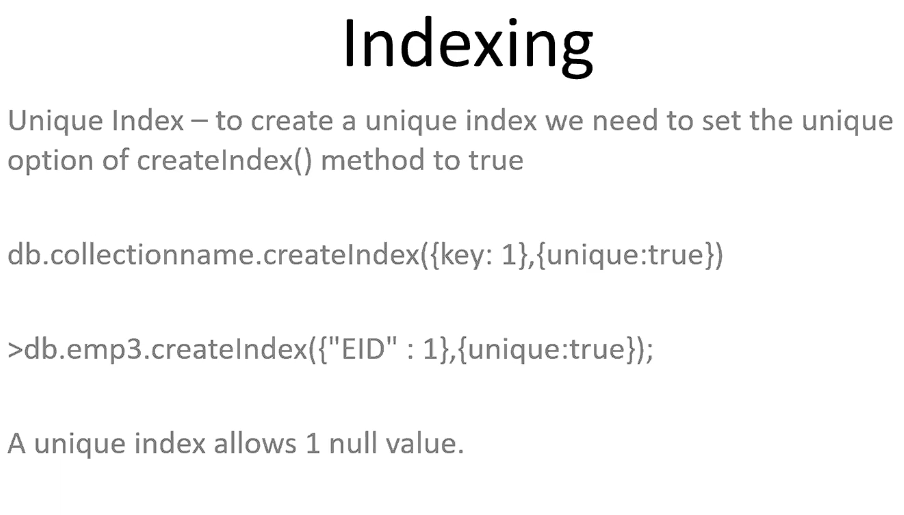 Indexing
Unique Index – to create a unique index we need to set the unique
option of createIndex() method to true
db.collectionname.createIndex({key: 1},{unique:true})
>db.emp3.createIndex({"EID" : 1},{unique:true});
A unique index allows 1 null value.